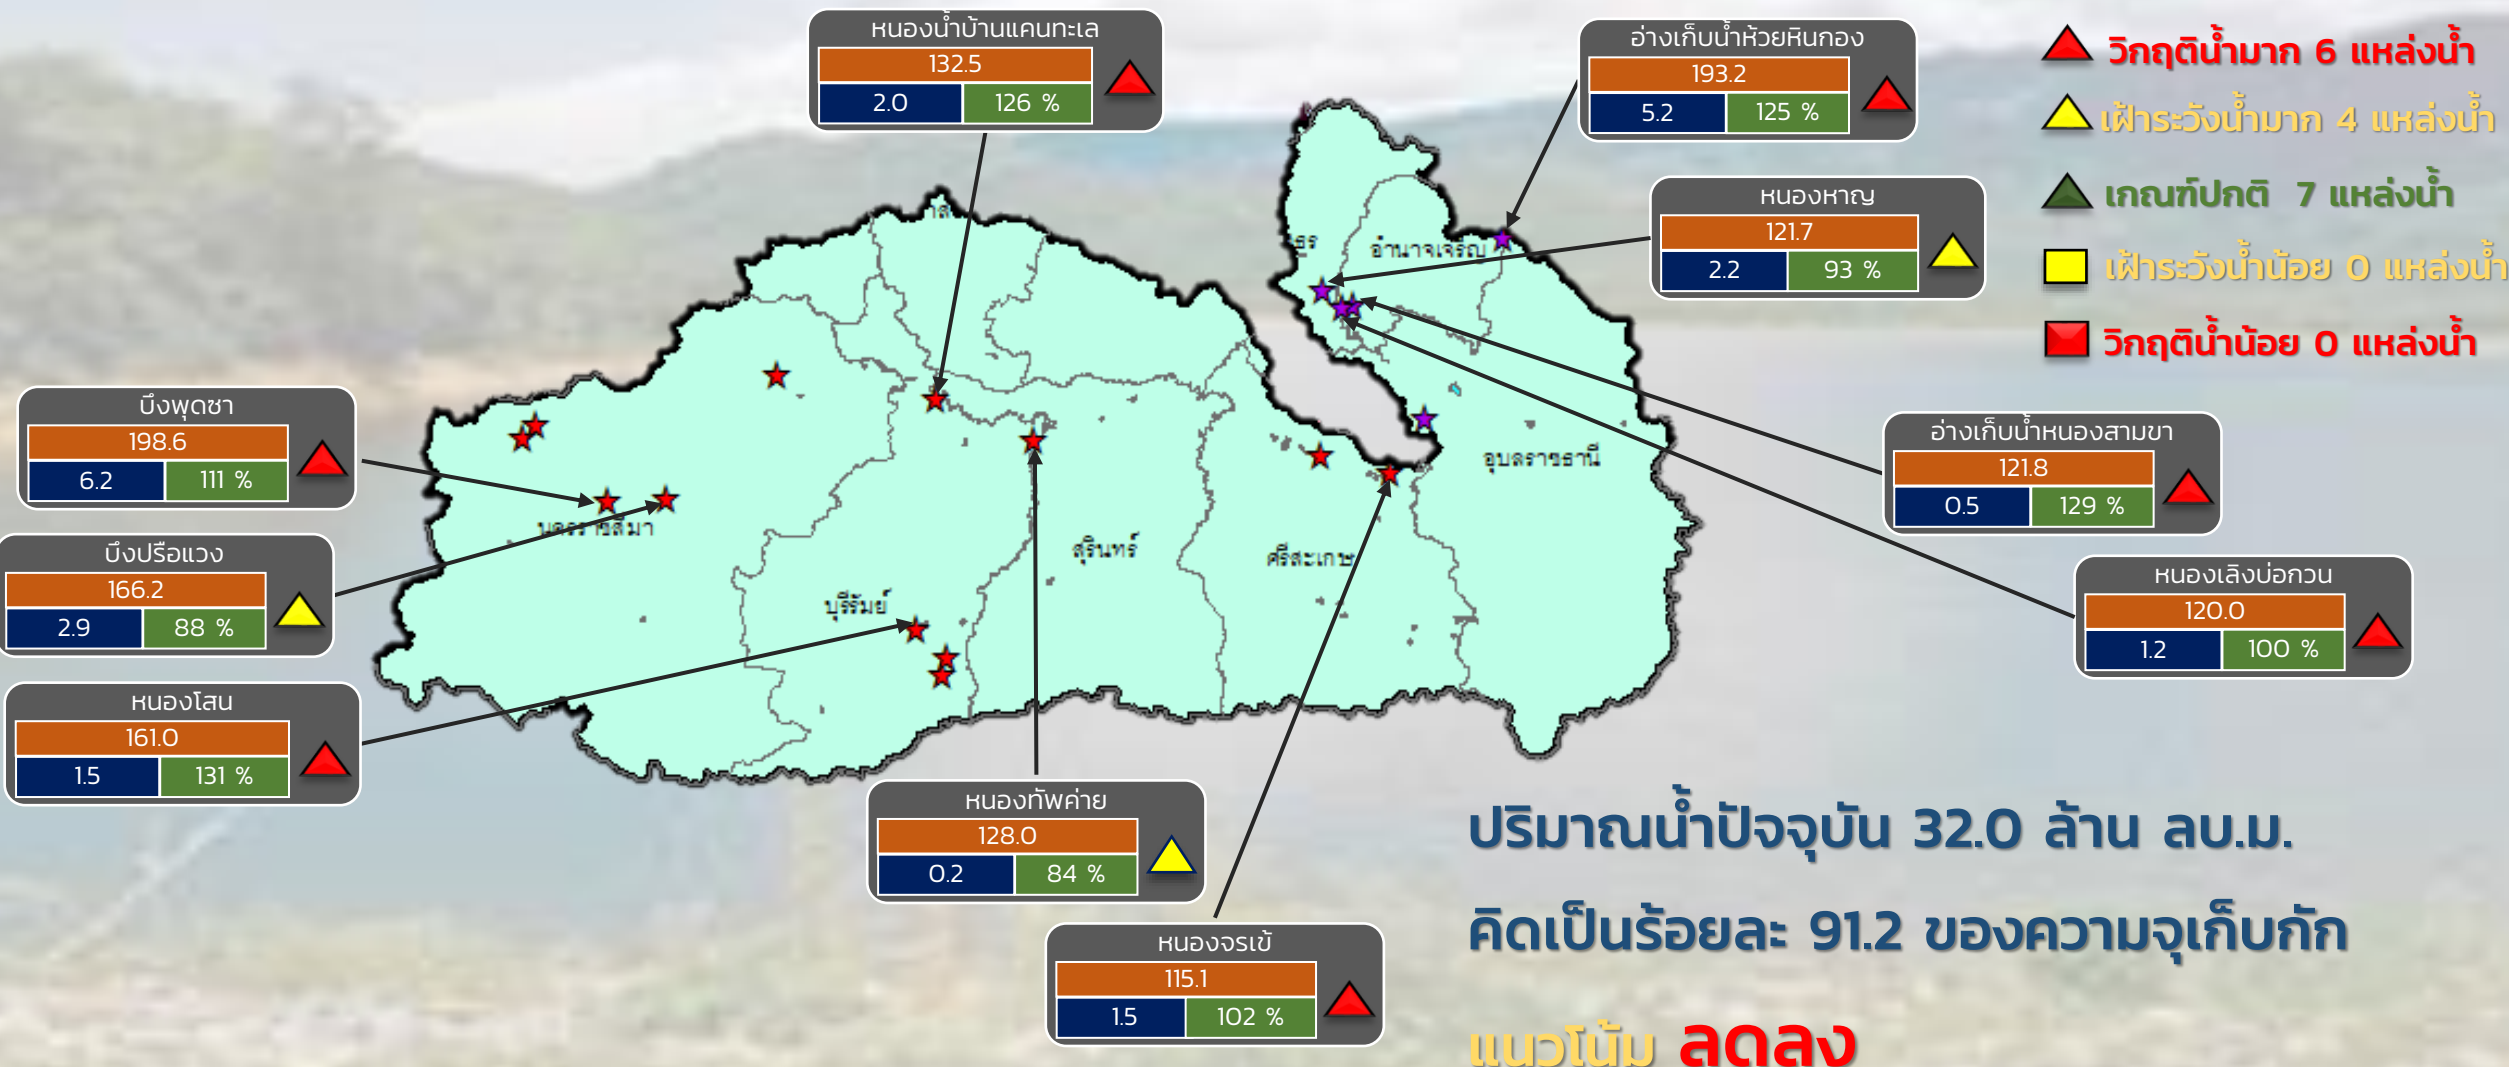 หนองน้ำบ้านแคนทะเล
132.5
2.0 126 %
อ่างเก็บน้ำห้วยหินกอง
193.2
5.2 125 %
หนองหาญ
121.7
2.2 93 %
วิกฤติน้ำมาก 6 แหล่งน้ำ
เฝ้าระวังน้ำมาก 4 แหล่งน้ำ
เกณฑ์ปกติ 7 แหล่งน้ำ
เฝ้าระวังน้ำน้อย 0 แหล่งน้ำ
วิกฤติน้ำน้อย 0 แหล่งน้ำ
อำนาจเจริญ
บึงพุดซา
198.6
6.2 111 %
บึงปรือแวง
166.2
2.9 88 %
หนองโสน
161.0
1.5 131 %
นครราชสีมา
บุรีรัมย์
สุรินทร์
ศรีสะเกษ
อุบลราชธานี
อ่างเก็บน้ำหนองสามขา
121.8
0.5 129 %
หนองเลิงบ่อกวน
120.0
1.2 100 %
หนองทัพค่าย
128.0
0.2 84 %
หนองจรเข้
115.1
1.5 102 %
ปริมาณน้ำปัจจุบัน 32.0 ล้าน ลบ.ม.
คิดเป็นร้อยละ 91.2 ของความจุเก็บกัก
แนวโน้ม ลดลง